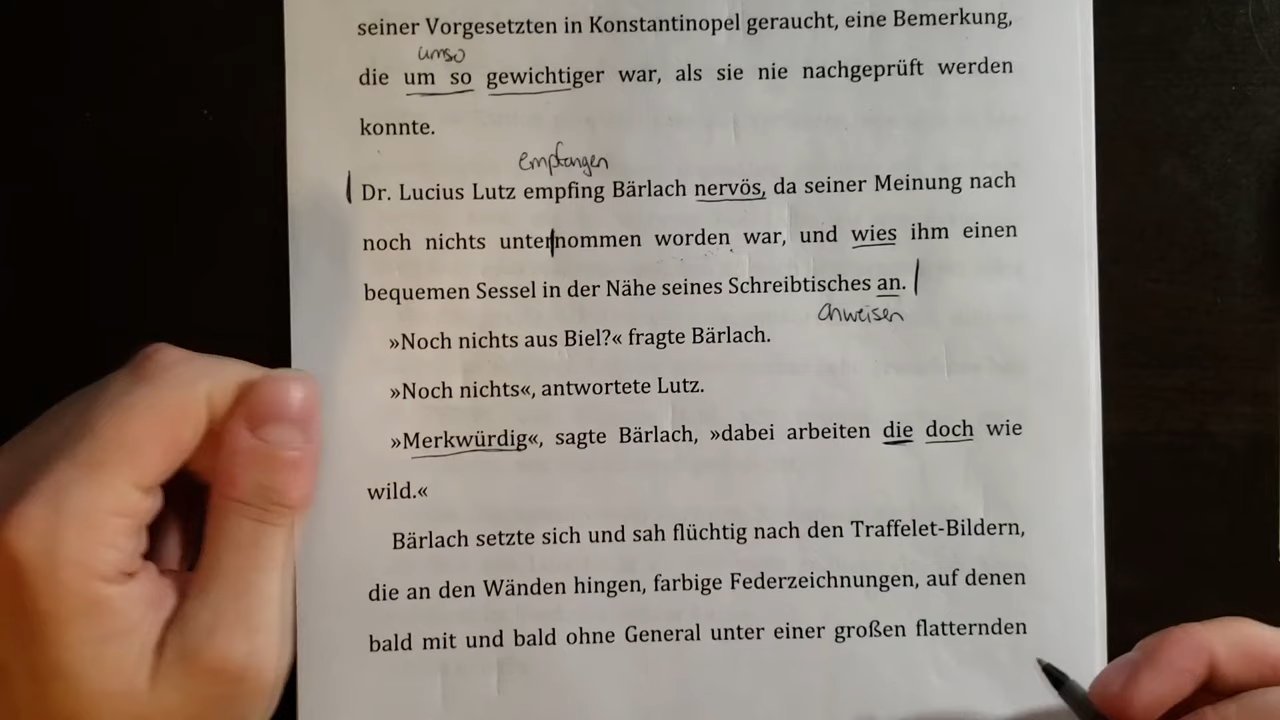 seiner Vorgesetzten in Konstantinopel geraucht, eine Bemerkung,
umso
die um so gewichtiger war, als sie nie nachgeprüft werden
konnte.
empfangen
Dr. Lucius Lutz empfing Bärlach nervös, da seiner Meinung nach
noch nichts unternommen worden war, und wies ihm einen
bequemen Sessel in der Nähe seines Schreibtisches an.
anweisen
»Noch nichts aus Biel?« fragte Bärlach.
»Noch nichts«, antwortete Lutz.
»Merkwürdig«, sagte Bärlach, »dabei arbeiten die doch wie
wild.«
Bärlach setzte sich und sah flüchtig nach den Traffelet-Bildern,
die an den Wänden hingen, farbige Federzeichnungen, auf denen
bald mit und bald ohne General unter einer großen flatternden